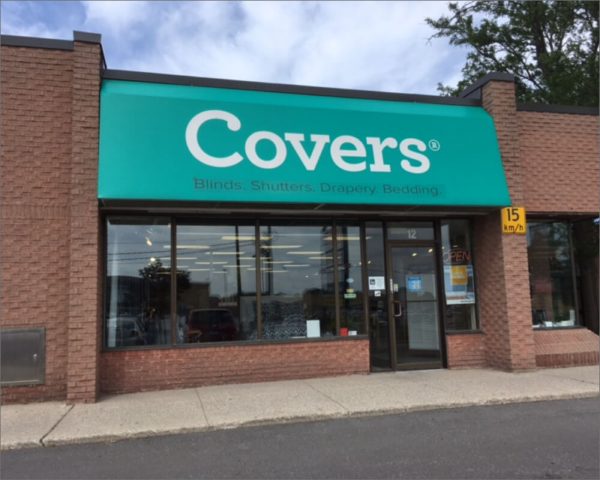 Covers®
Blinds. Shutters. Drapery. Bedding.
12
15
km/h
OPEN